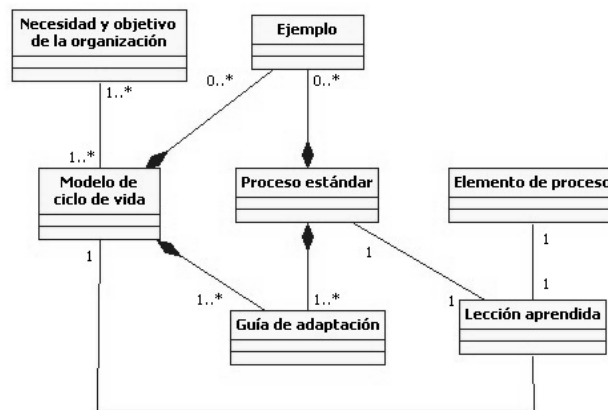 Necesidad y objetivo
de la organización
Ejemplo
1..*
0..*
0..*
1..*
Modelo de
ciclo de vida
Proceso estándar
Elemento de proceso
1
1
1
1..*
1..*
1
1
Guía de adaptación
Lección aprendida